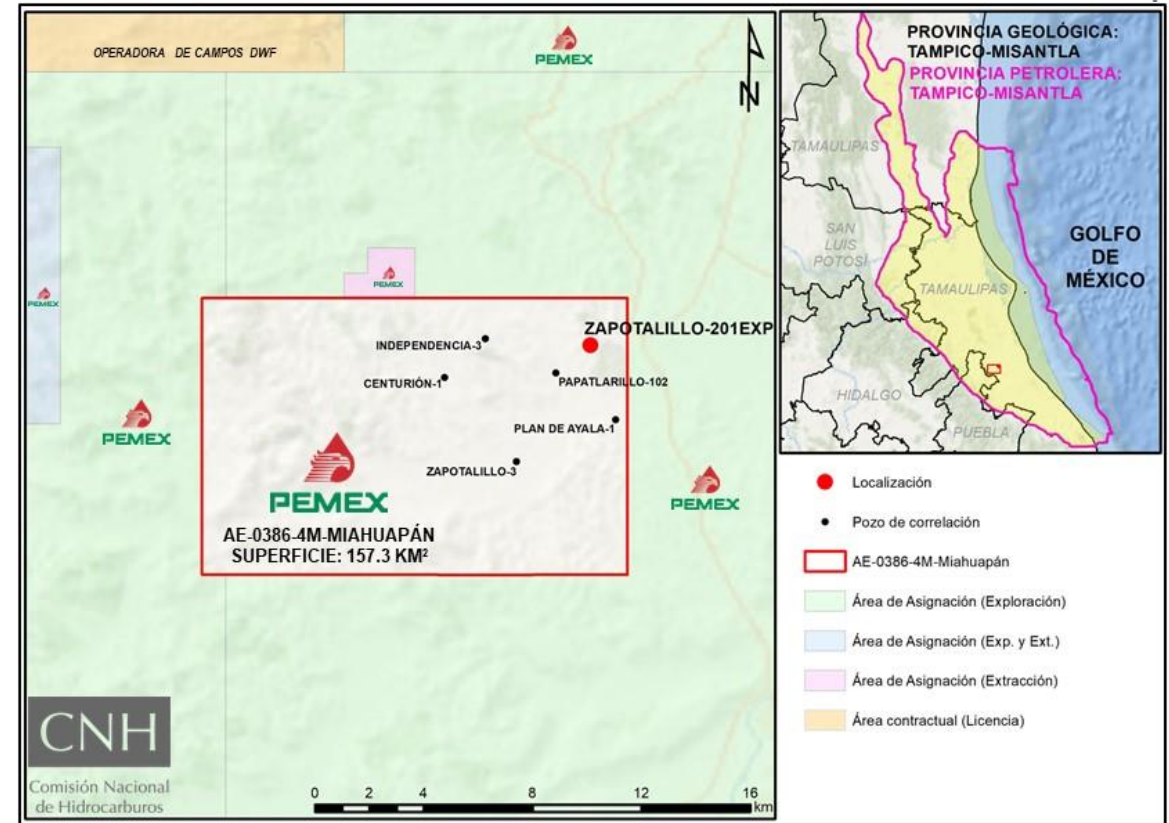 OPERADORA DE CAMPOS DWF
PEMEX
N
PEMEX
PEMEX
ZAPOTALILLO-201EXP
INDEPENDENCIA-3
CENTURIÓN-1
PAPATLARILLO-102
PLAN DE AYALA-1
ZAPOTALILLO-3
PEMEX
PEMEX
PEMEX
AE-0386-4M-MIAHUAPÁN
SUPERFICIE: 157.3 KM²
CNH
Comisión Nacional
de Hidrocarburos
0 2 4 8 12 16
km
PROVINCIA GEOLÓGICA:
TAMPICO-MISANTLA
PROVINCIA PETROLERA:
TAMPICO-MISANTLA
TAMAULIPAS
SAN
LUIS
POTOSÍ
TAMAULIPAS
GOLFO
DE
MÉXICO
HIDALGO
PUEBLA
Localización
Pozo de correlación
AE-0386-4M-Miahuapán
Área de Asignación (Exploración)
Área de Asignación (Exp. y Ext.)
Área de Asignación (Extracción)
Área contractual (Licencia)